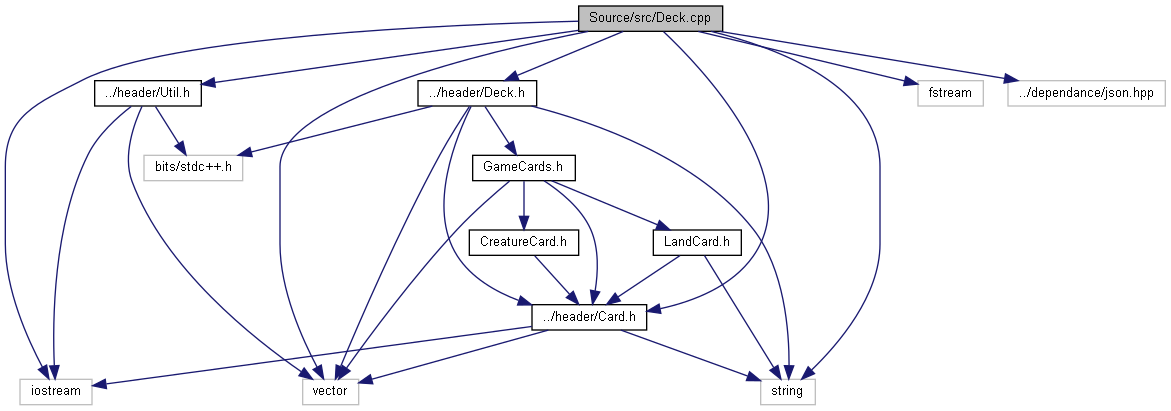 Source/src/Deck.cpp
../header/Util.h
../header/Deck.h
fstream
../dependance/json.hpp
bits/stdc++.h
GameCards.h
CreatureCard.h
LandCard.h
../header/Card.h
iostream
vector
string